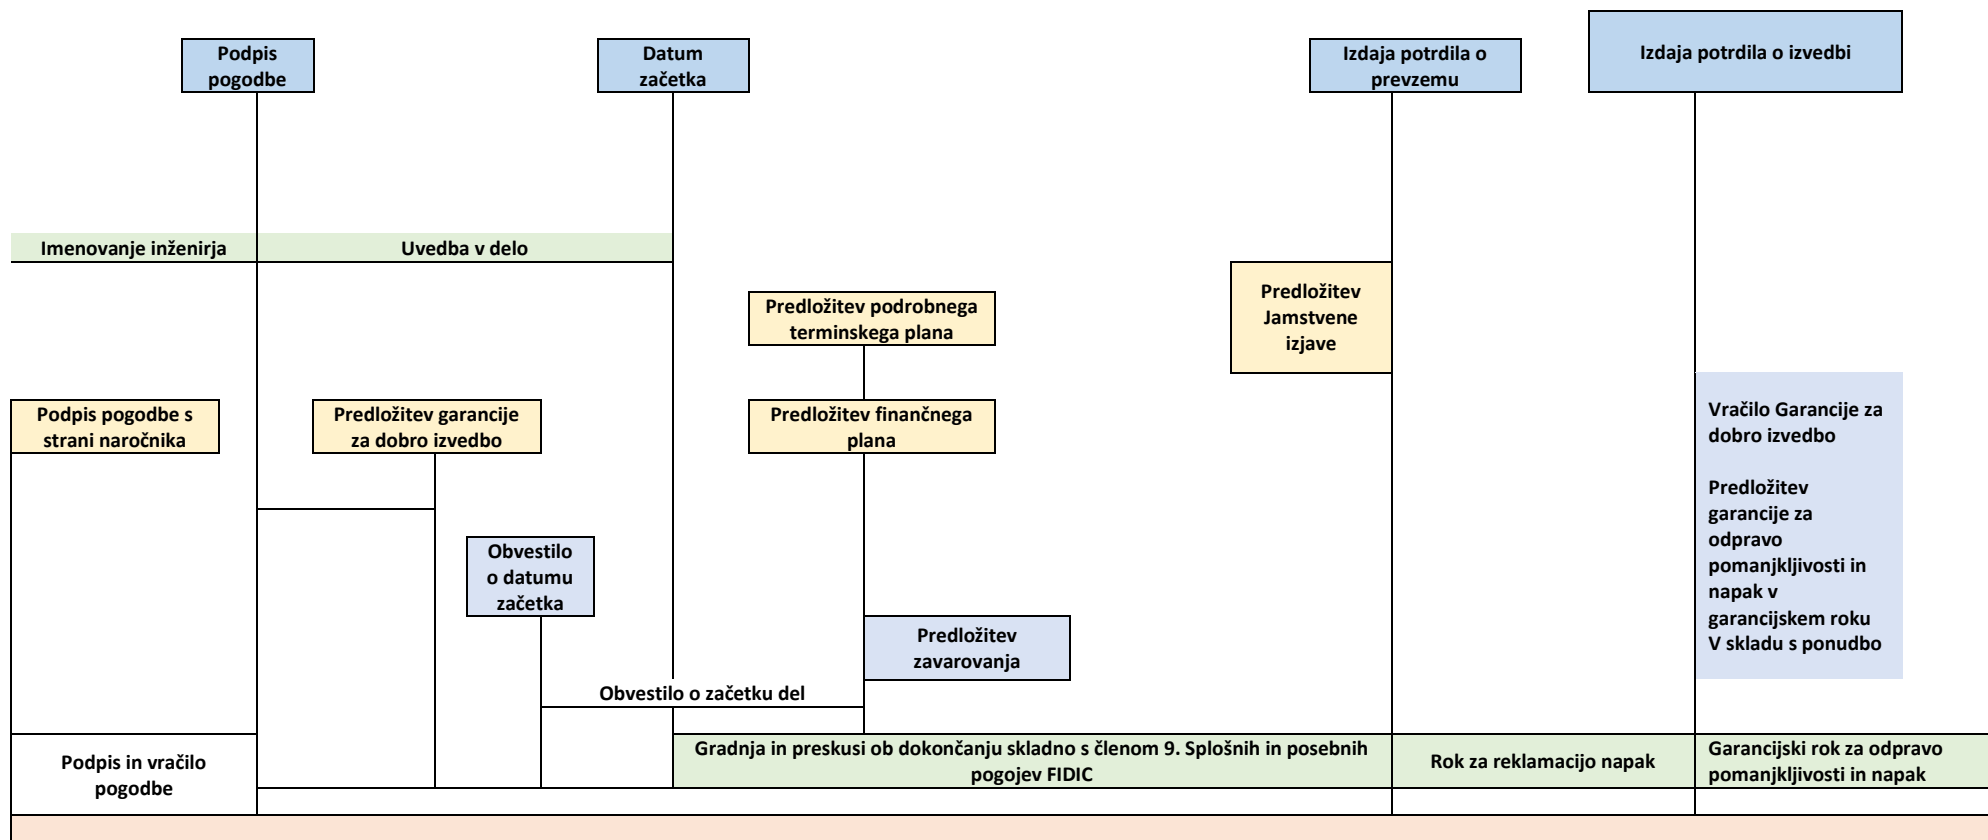 Podpis
pogodbe
Datum
začetka
Izdaja potrdila o
prevzemu
Izdaja potrdila o izvedbi
Imenovanje inženirja
Uvedba v delo
Predložitev
Jamstvene
izjave
Predložitev podrobnega
terminskega plana
Podpis pogodbe s
strani naročnika
Predložitev garancije
za dobro izvedbo
Predložitev finančnega
plana
Vračilo Garancije za
dobro izvedbo
Predložitev
garancije za
odpravo
pomanjkljivosti in
napak v
garancijskem roku
V skladu s ponudbo
Obvestilo
o datumu
začetka
Predložitev
zavarovanja
Obvestilo o začetku del
Podpis in vračilo
pogodbe
Gradnja in preskusi ob dokončanju skladno s členom 9. Splošnih in posebnih
pogojev FIDIC
Rok za reklamacijo napak
Garancijski rok za odpravo
pomanjkljivosti in napak